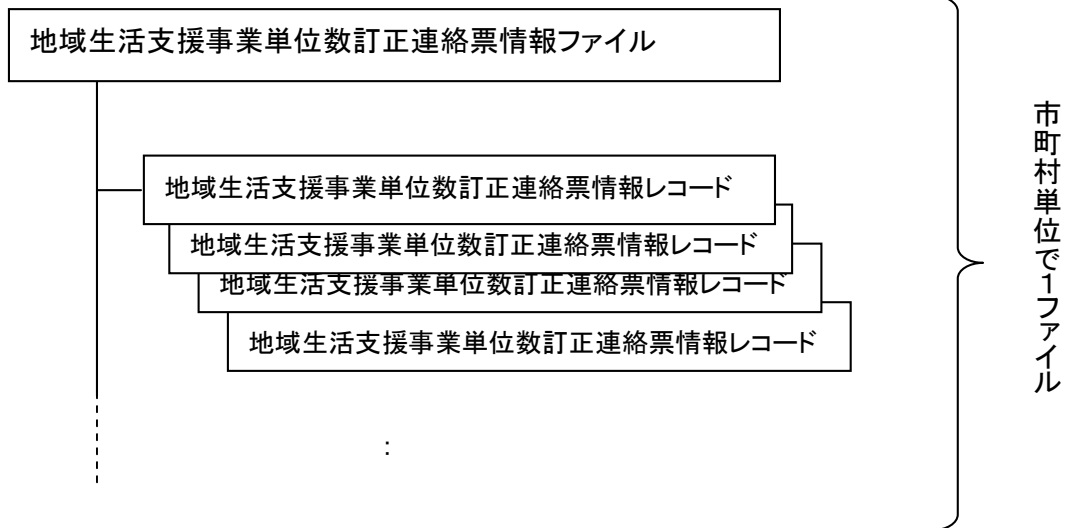 地域生活支援事業単位数訂正連絡票情報ファイル
地域生活支援事業単位数訂正連絡票情報レコード
地域生活支援事業単位数訂正連絡票情報レコード
地域生活支援事業単位数訂正連絡票情報レコード
地域生活支援事業単位数訂正連絡票情報レコード
:
市町村単位で1ファイル